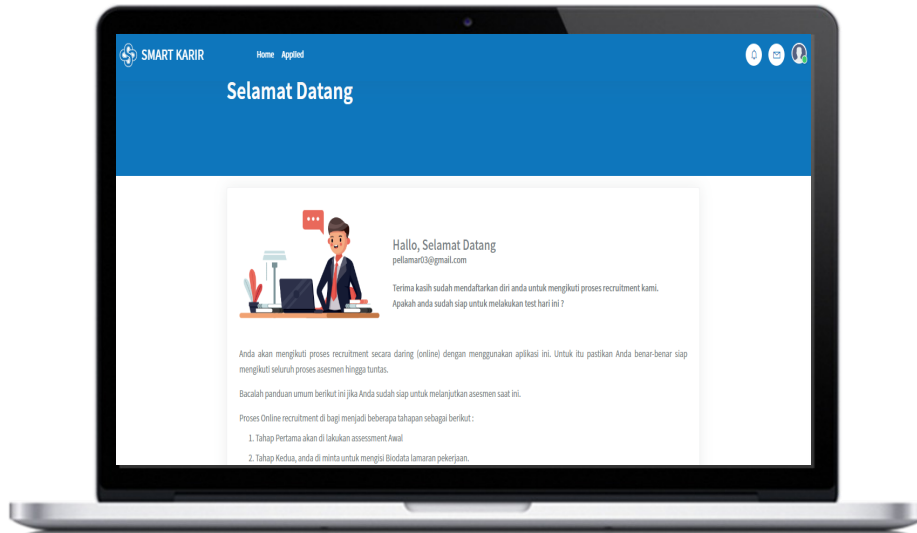 SMART KARIR
Home Applied
Selamat Datang
Hallo, Selamat Datang
pellamar03@gmail.com
Terima kasih sudah mendaftarkan diri anda untuk mengikuti proses recruitment kami.
Apakah anda sudah siap untuk melakukan test hari ini ?
Anda akan mengikuti proses recruitment secara daring (online) dengan menggunakan aplikasi ini. Untuk itu pastikan Anda benar-benar siap
mengikuti seluruh proses asesmen hingga tuntas.
Bacalah panduan umum berikut ini jika Anda sudah siap untuk melanjutkan asesmen saat ini.
Proses Online recruitment di bagi menjadi beberapa tahapan sebagai berikut :
1. Tahap Pertama akan di lakukan assessment Awal
2. Tahap Kedua, anda di minta untuk mengisi Biodata lamaran pekerjaan.